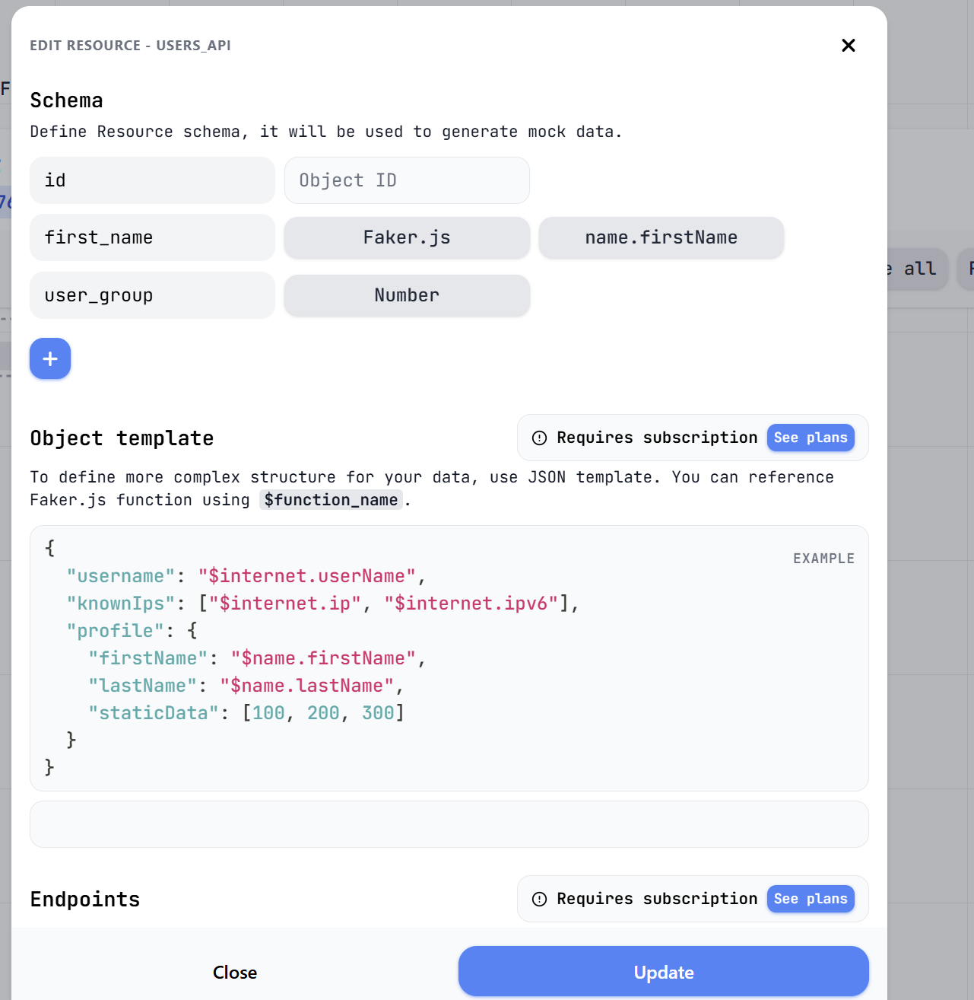 EDIT RESOURCE - USERS_API
Schema
Define Resource schema, it will be used to generate mock data.
id
Object ID
first_name
Faker.js
name.firstName
user_group
Number
all
Object template
Requires subscription
See plans
To define more complex structure for your data, use JSON template. You can reference
Faker.js function using $function_name.
EXAMPLE
{
  "username": "$internet.userName",
  "knownIps": ["$internet.ip", "$internet.ipv6"],
  "profile": {
    "firstName": "$name.firstName",
    "lastName": "$name.lastName",
    "staticData": [100, 200, 300]
  }
}
Endpoints
Requires subscription
See plans
Close
Update